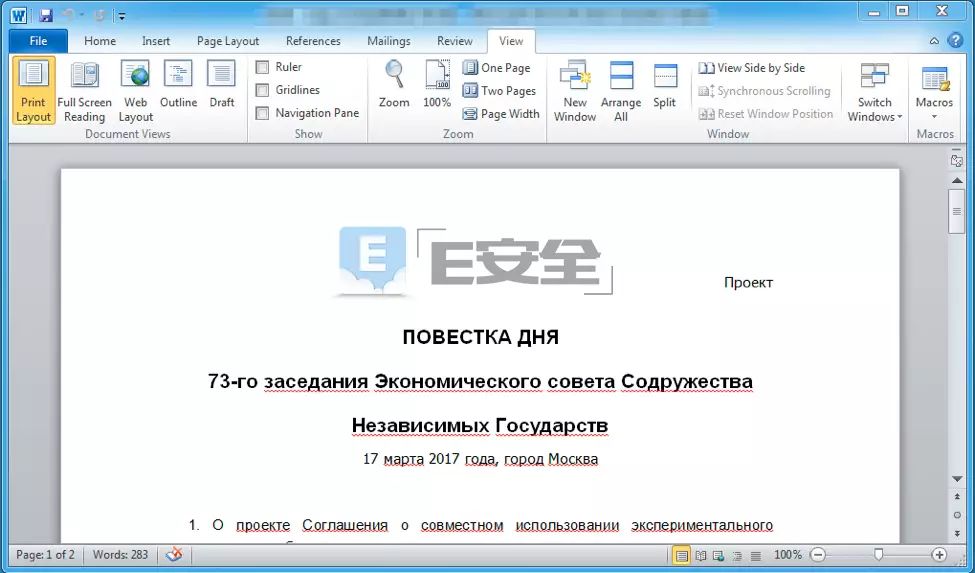 File Home Insert Page Layout References Mailings Review View
Ruler One Page View Side by Side
Gridlines Two Pages Synchronous Scrolling
Navigation Pane Page Width Reset Window Position
Print Layout Full Screen Reading Web Layout Outline Draft Zoom 100% New Window Arrange All Split Switch Windows Macros
Document Views Show Zoom Window Macros
E E安全
Проект
ПОВЕСТКА ДНЯ
73-го заседания Экономического совета Содружества
Независимых Государств
17 марта 2017 года, город Москва
1. О проекте Соглашения о совместном использовании экспериментального
Page: 1 of 2 Words: 283 100%